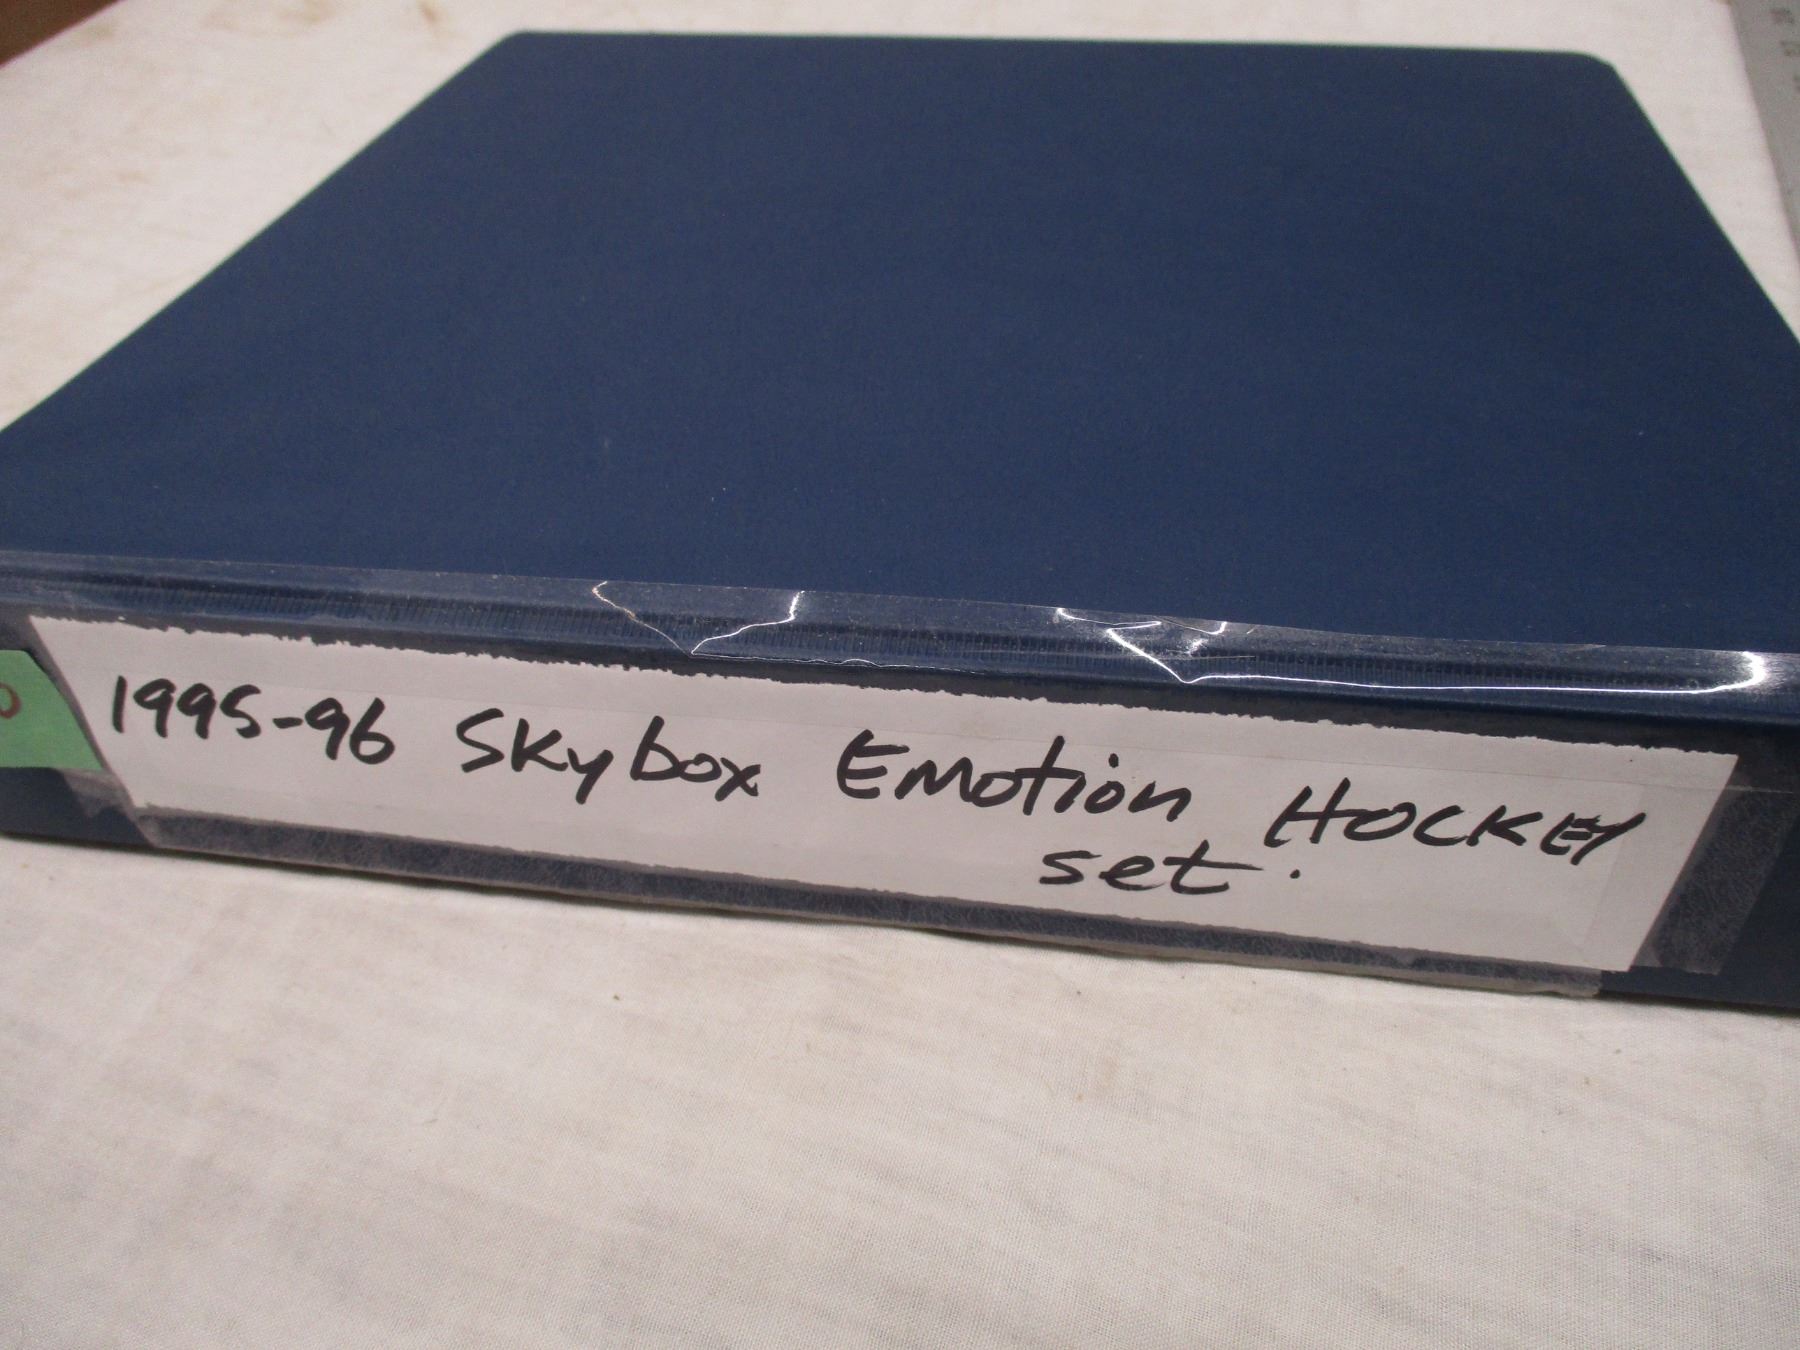 1995-96 Skybox Emotion HOCKEY
set.